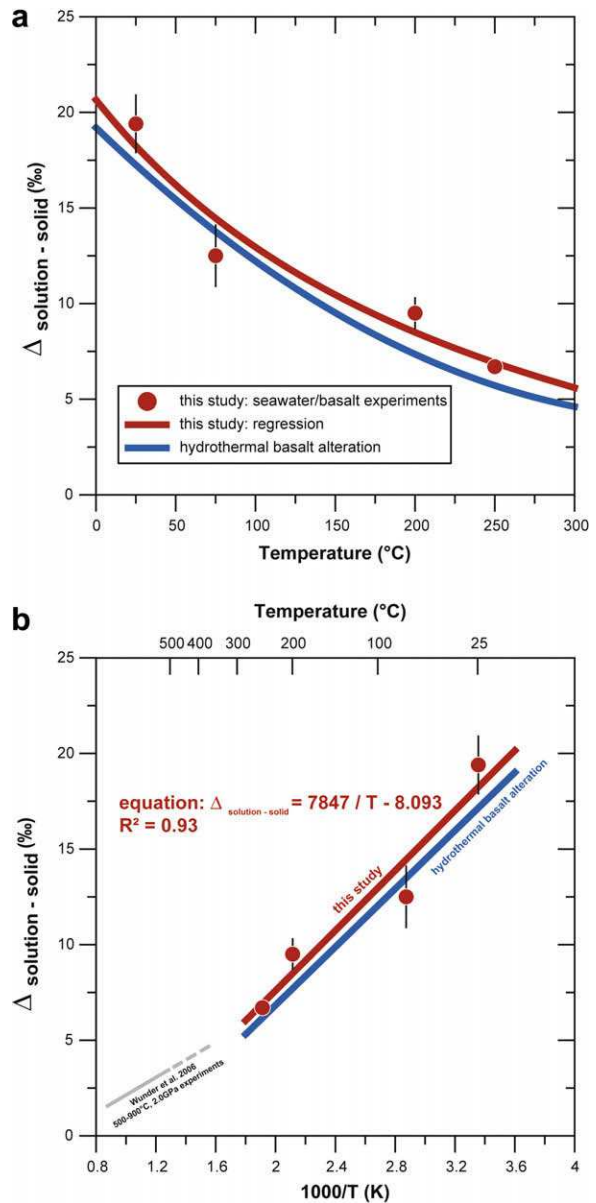 a
25
20
15
10
5
0
Δ solution - solid (‰)
this study: seawater/basalt experiments
this study: regression
hydrothermal basalt alteration
0 50 100 150 200 250 300
Temperature (°C)
b
Temperature (°C)
500 400 300 200 100 25
25
20
15
10
5
0
Δ solution - solid (‰)
equation: Δ solution - solid = 7847 / T - 8.093
R² = 0.93
this study
hydrothermal basalt alteration
Wunder et al. 2006
500-900°C, 2.0GPa experiments
0.8 1.2 1.6 2 2.4 2.8 3.2 3.6 4
1000/T (K)